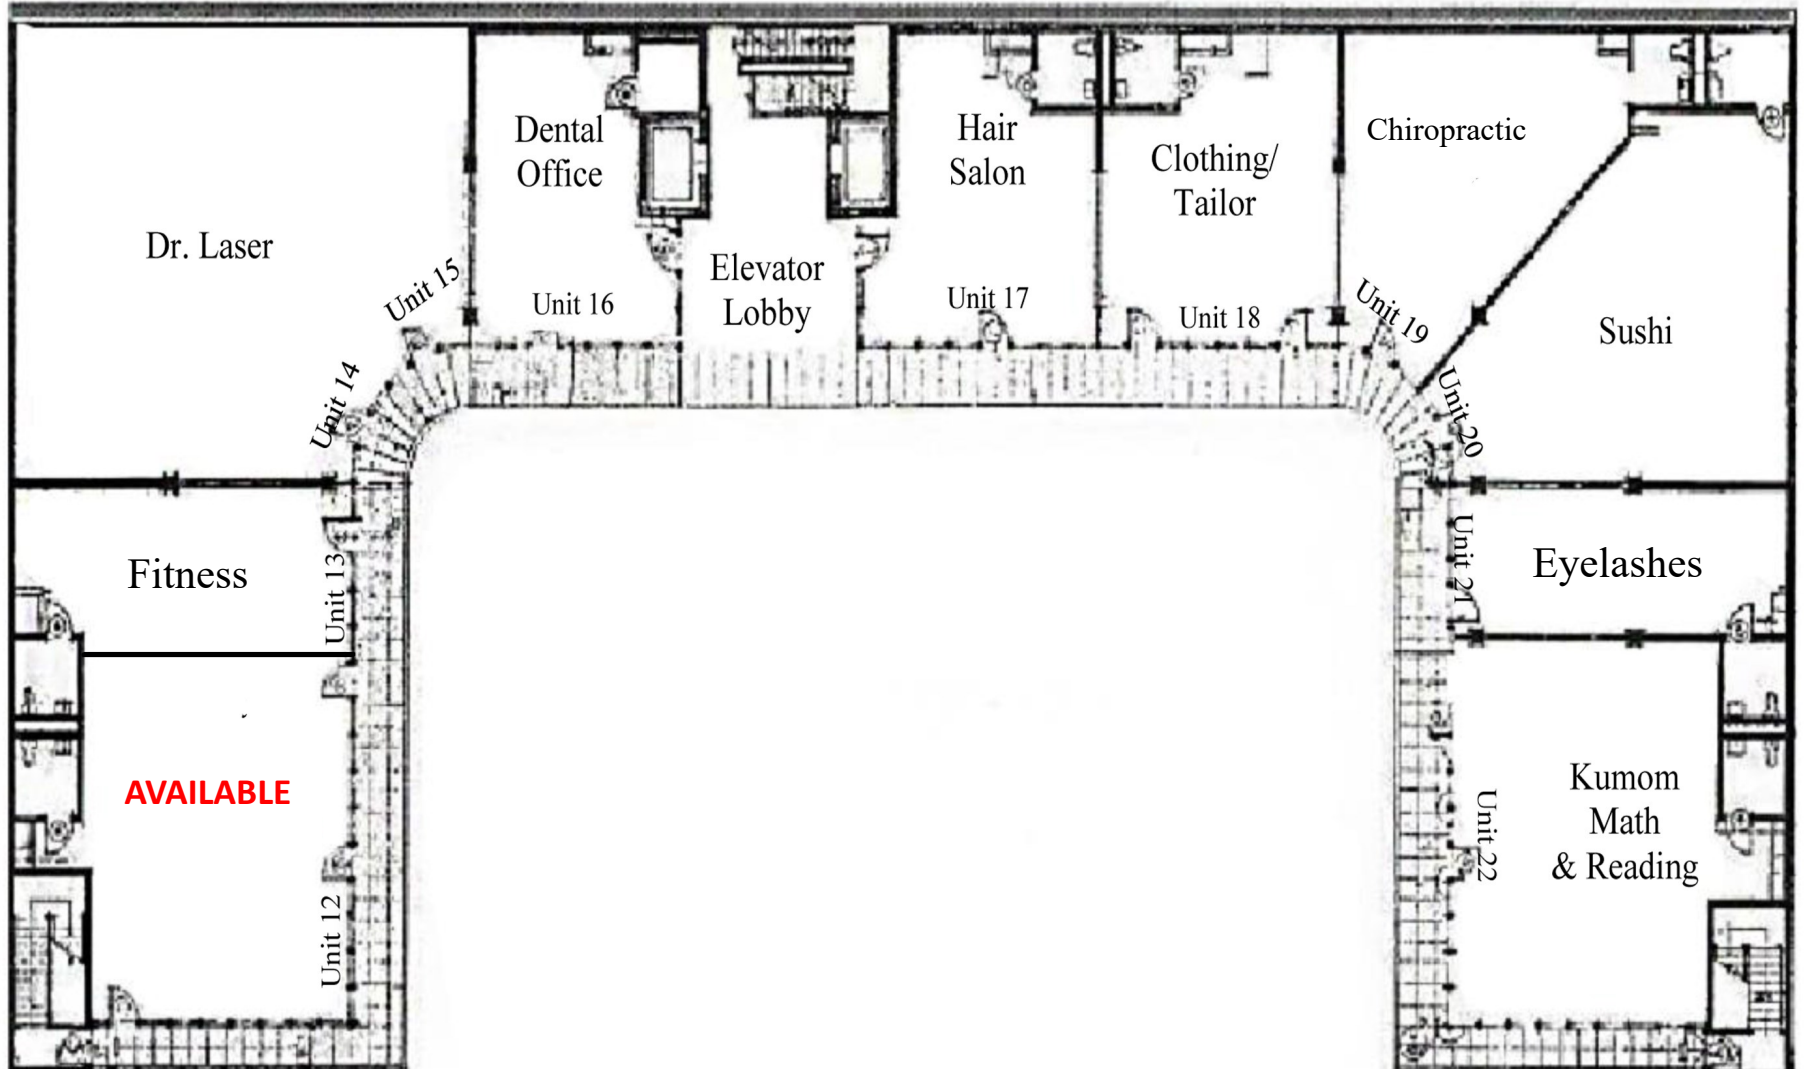 Dental
Office
Hair
Salon
Clothing/
Tailor
Chiropractic
Dr. Laser
Elevator
Lobby
Unit 15
Unit 16
Unit 17
Unit 18
Unit 19
Sushi
Unit 14
Unit 20
Fitness
Unit 13
Unit 21
Eyelashes
AVAILABLE
Unit 12
Unit 22
Kumom
Math
& Reading